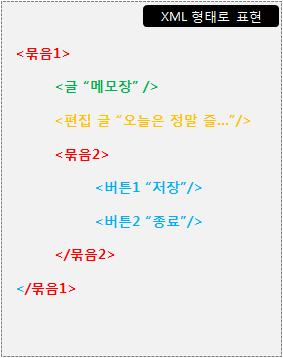 XML 형태로 표현
<묶음1>
<글 “메모장” />
<편집 글 “오늘은 정말 즐...”/>
<묶음2>
<버튼1 “저장”/>
<버튼2 “종료”/>
</묶음2>
</묶음1>